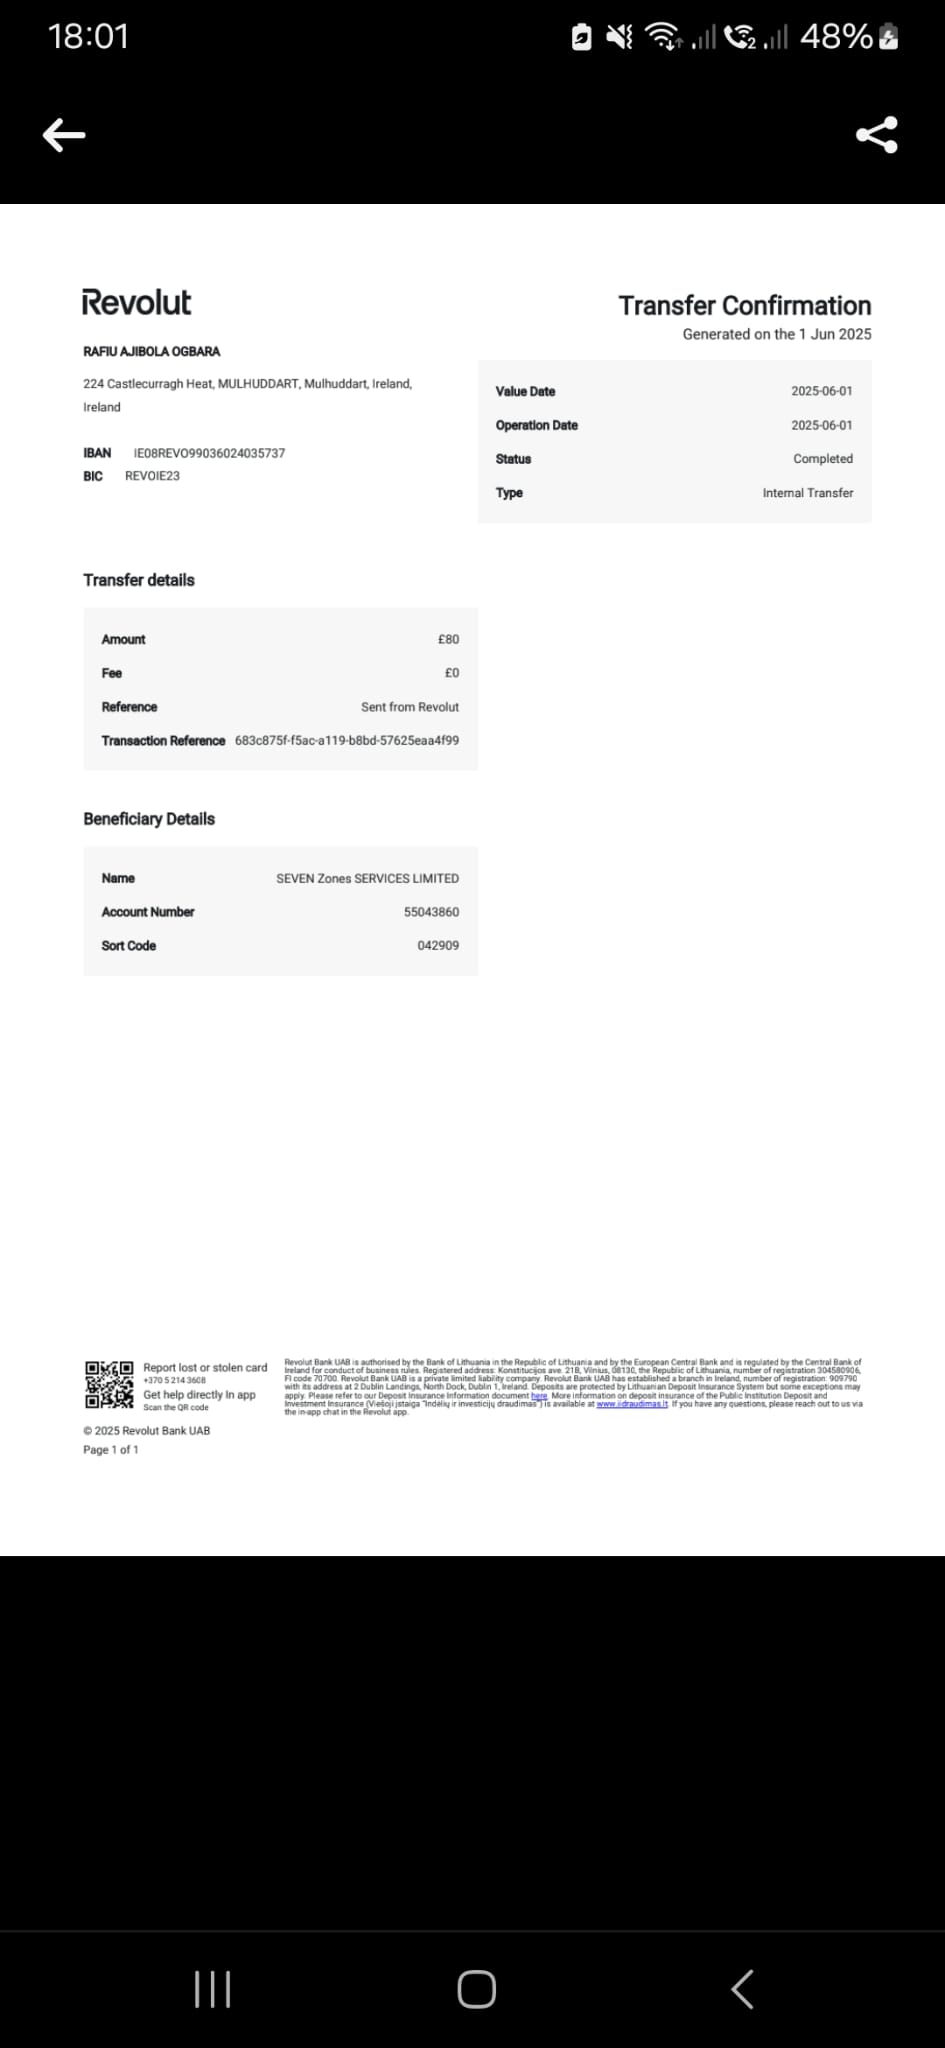 18:01
2
48%
Revolut
Transfer Confirmation
Generated on the 1 Jun 2025
RAFIU AJIBOLA OGBARA
224 Castlecurragh Heat, MULHUDDART, Mulhuddart, Ireland,
Ireland
IBAN IE08REVO99036024035737
BIC REVOIE23
Value Date 2025-06-01
Operation Date 2025-06-01
Status Completed
Type Internal Transfer
Transfer details
Amount £80
Fee £0
Reference Sent from Revolut
Transaction Reference 683c875f-f5ac-a119-b8bd-57625eaa4f99
Beneficiary Details
Name SEVEN Zones SERVICES LIMITED
Account Number 55043860
Sort Code 042909
Report lost or stolen card
+370 5 214 3608
Get help directly In app
Scan the QR code
© 2025 Revolut Bank UAB
Page 1 of 1
Revolut Bank UAB is authorised by the Bank of Lithuania in the Republic of Lithuania and by the European Central Bank and is regulated by the Central Bank of
Ireland for conduct of business rules. Registered address: Konstitucijos ave. 21B, Vilnius, 08130, the Republic of Lithuania, number of registration 304580906,
FI code 70700. Revolut Bank UAB is a private limited liability company. Revolut Bank UAB has established a branch in Ireland, number of registration: 909790
with its address at 2 Dublin Landings, North Dock, Dublin 1, Ireland. Deposits are protected by Lithuanian Deposit Insurance System but some exceptions may
apply. Please refer to our Deposit Insurance Information document here. More information on deposit insurance of the Public Institution Deposit and
Investment Insurance (Viešoji įstaiga "Indėlių ir investicijų draudimas") is available at www.iidraudimas.lt. If you have any questions, please reach out to us via
the in-app chat in the Revolut app.